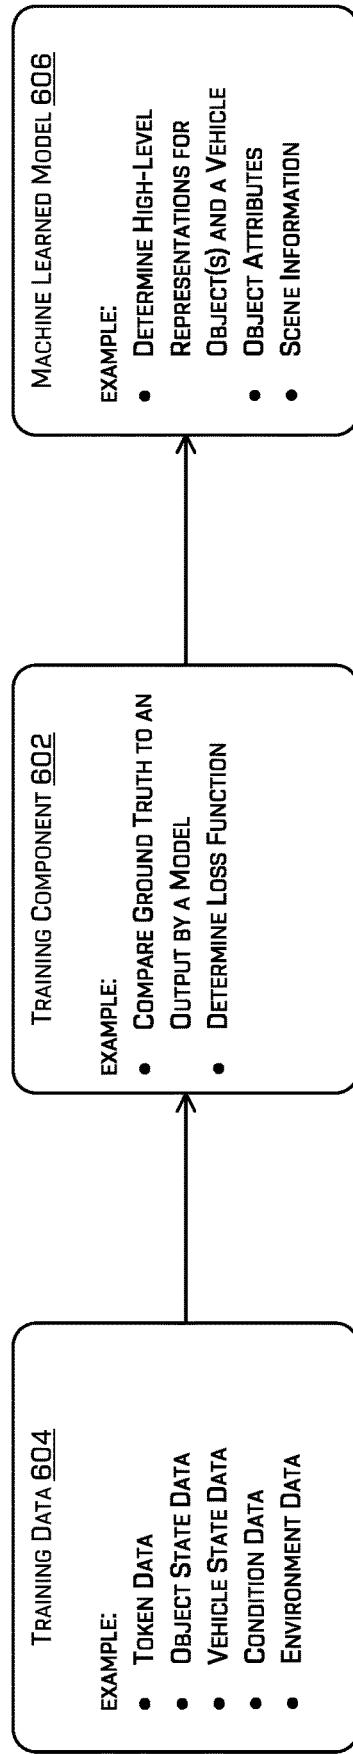 TRAINING DATA 604
EXAMPLE:
• TOKEN DATA
• OBJECT STATE DATA
• VEHICLE STATE DATA
• CONDITION DATA
• ENVIRONMENT DATA
TRAINING COMPONENT 602
EXAMPLE:
• COMPARE GROUND TRUTH TO AN
OUTPUT BY A MODEL
• DETERMINE LOSS FUNCTION
MACHINE LEARNED MODEL 606
EXAMPLE:
• DETERMINE HIGH-LEVEL
REPRESENTATIONS FOR
OBJECT(S) AND A VEHICLE
• OBJECT ATTRIBUTES
• SCENE INFORMATION